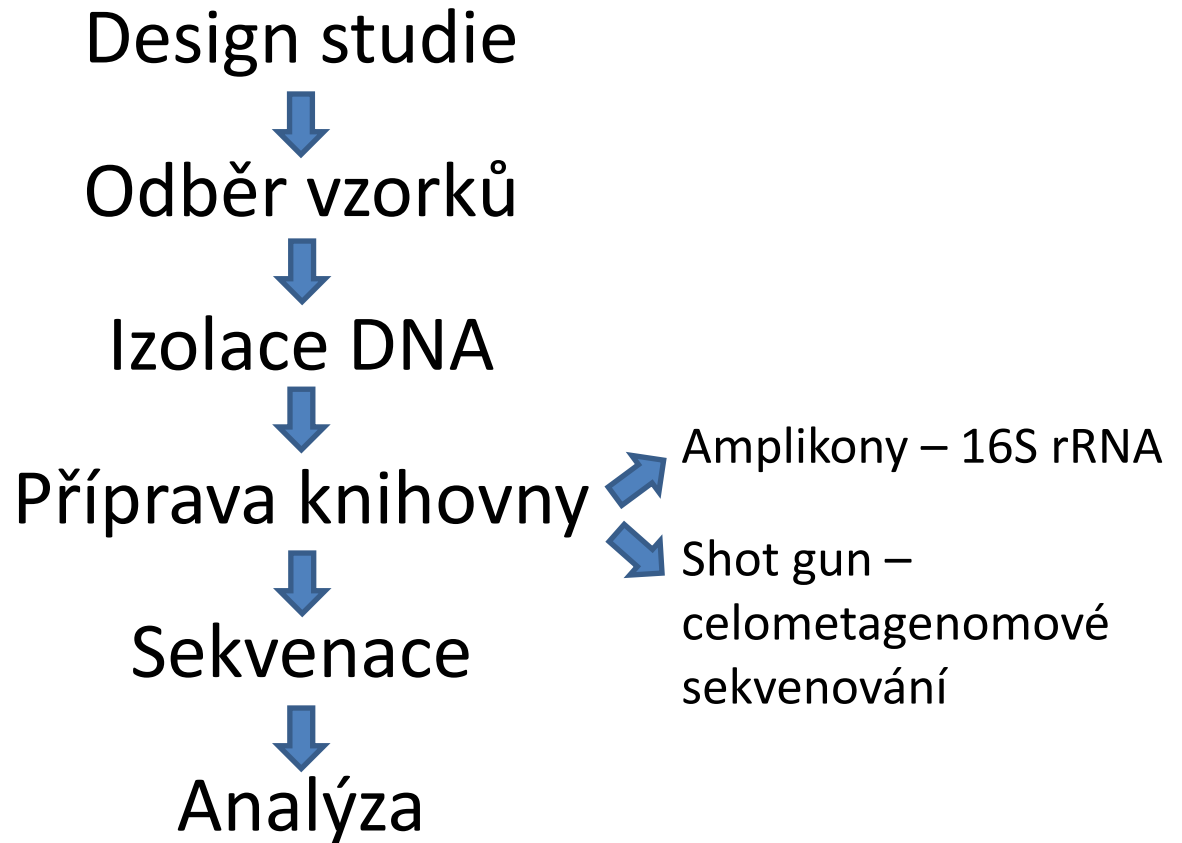 Design studie
Odběr vzorků
Izolace DNA
Příprava knihovny
Amplikony – 16S rRNA
Shot gun –
celometagenomové
sekvenování
Sekvenace
Analýza